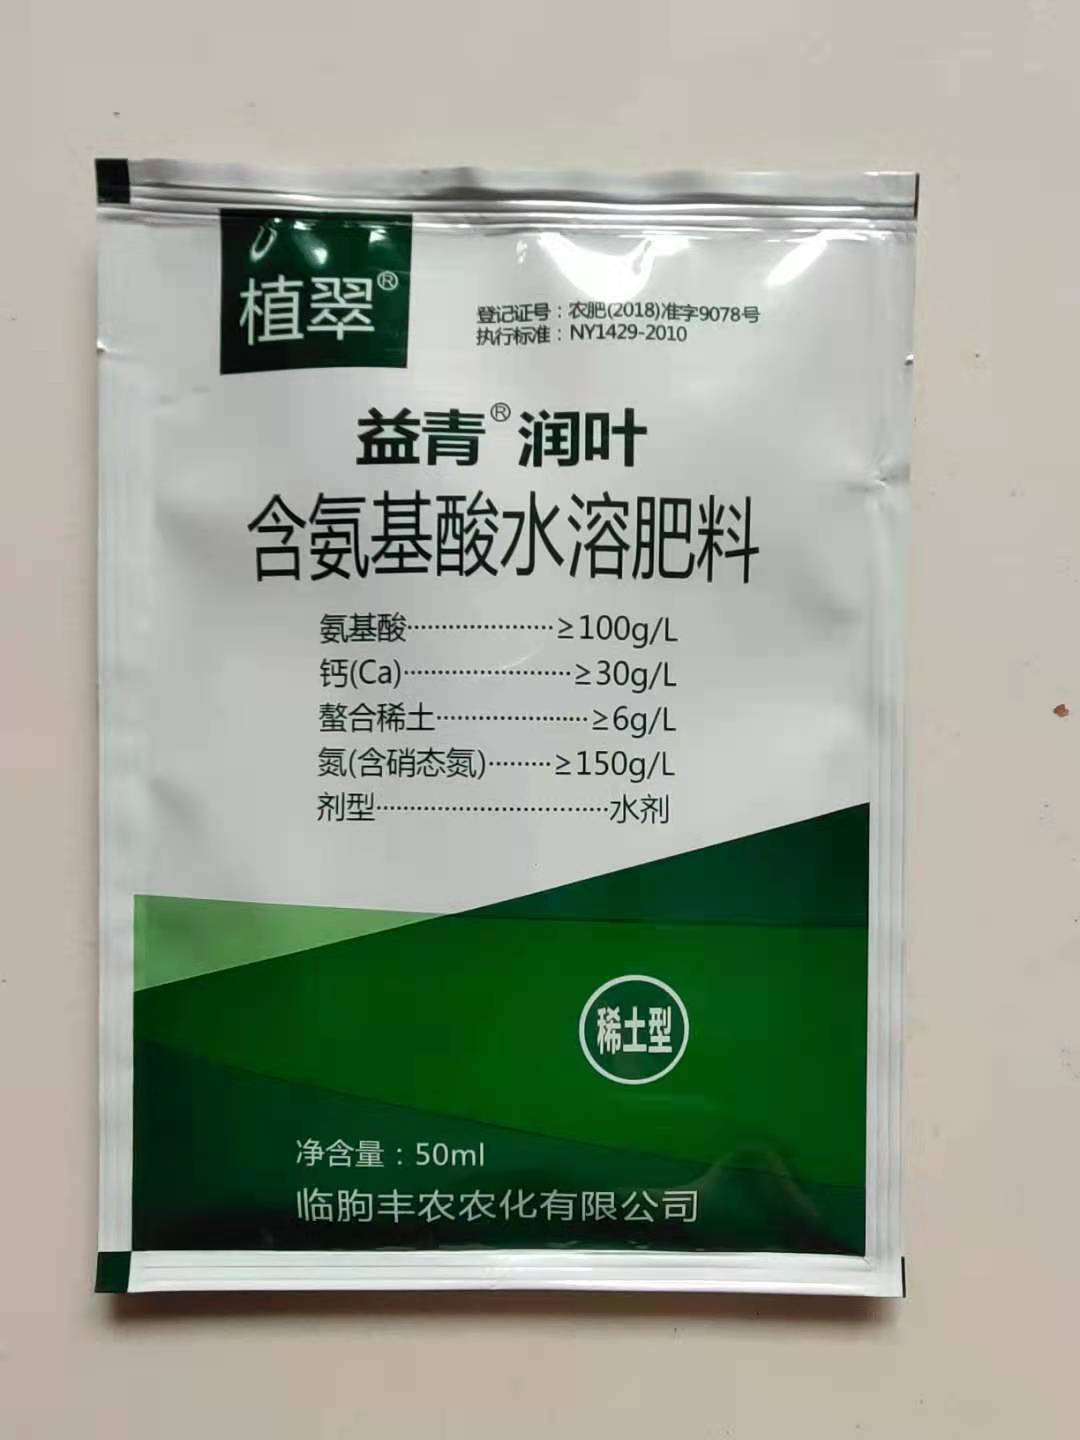 植翠®
登记证号：农肥(2018)准字9078号
执行标准：NY1429-2010
益青®润叶
含氨基酸水溶肥料
氨基酸·····················≥100g/L
钙(Ca)························≥30g/L
螯合稀土······················≥6g/L
氮(含硝态氮)·········≥150g/L
剂型································水剂
稀土型
净含量：50ml
临朐丰农农化有限公司